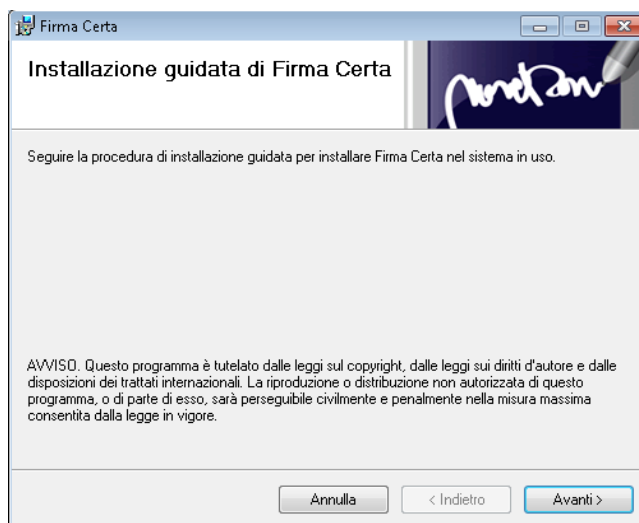 Firma Certa
Installazione guidata di Firma Certa
Seguire la procedura di installazione guidata per installare Firma Certa nel sistema in uso.
AVVISO. Questo programma è tutelato dalle leggi sul copyright, dalle leggi sui diritti d'autore e dalle
disposizioni dei trattati internazionali. La riproduzione o distribuzione non autorizzata di questo
programma, o di parte di esso, sarà perseguibile civilmente e penalmente nella misura massima
consentita dalla legge in vigore.
Annulla
< Indietro
Avanti >